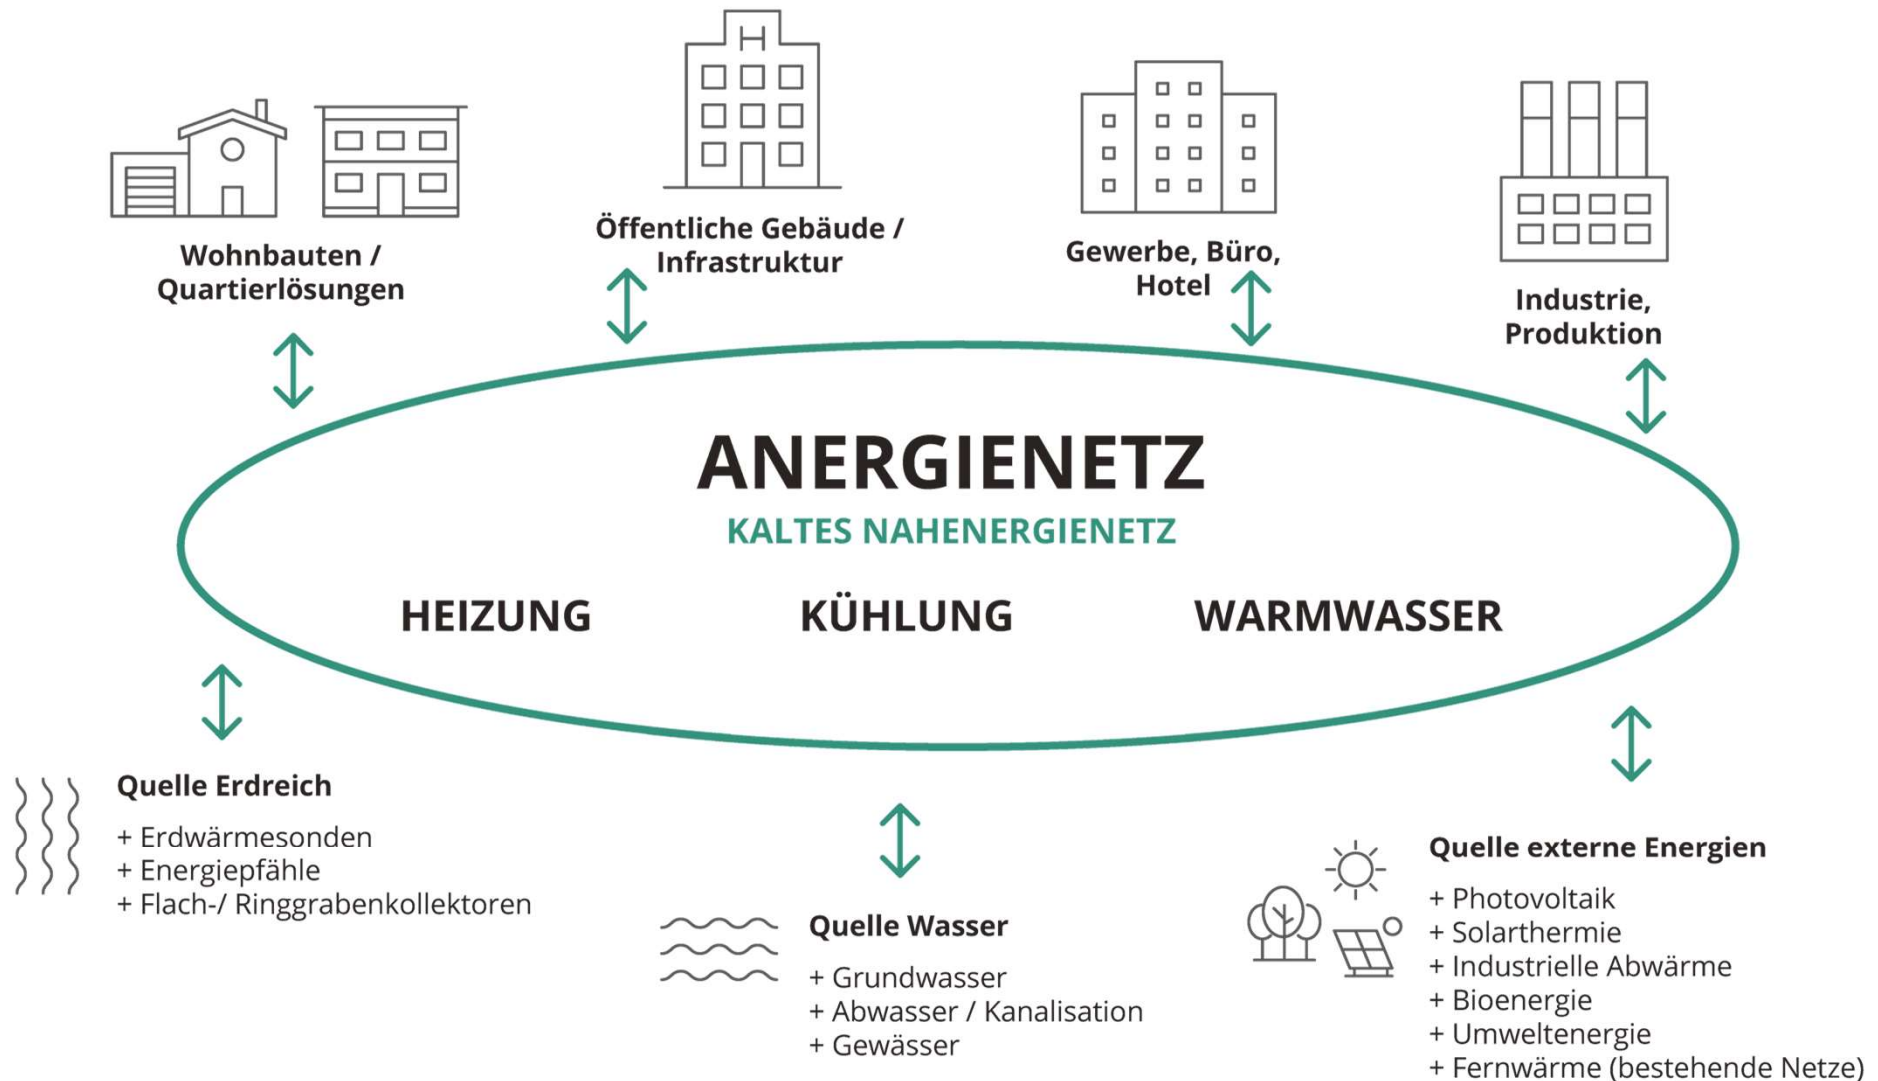 Wohnbauten /
Quartierlösungen
Öffentliche Gebäude /
Infrastruktur
Gewerbe, Büro,
Hotel
Industrie,
Produktion
ANERGIENETZ
KALTES NAHENERGIENETZ
HEIZUNG
KÜHLUNG
WARMWASSER
Quelle Erdreich
+ Erdwärmesonden
+ Energiepfähle
+ Flach-/ Ringgrabenkollektoren
Quelle Wasser
+ Grundwasser
+ Abwasser / Kanalisation
+ Gewässer
Quelle externe Energien
+ Photovoltaik
+ Solarthermie
+ Industrielle Abwärme
+ Bioenergie
+ Umweltenergie
+ Fernwärme (bestehende Netze)